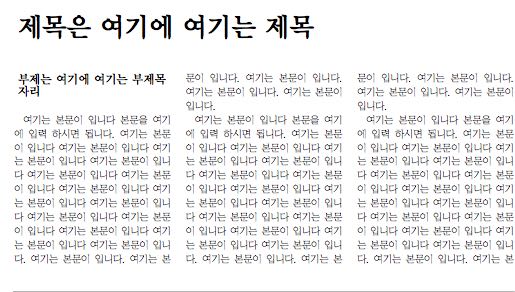 제목은 여기에 여기는 제목
부제는 여기에 여기는 부제목
자리
여기는 본문이 입니다 본문을 여기
에 입력 하시면 됩니다. 여기는 본문
이 입니다 여기는 본문이 입니다 여기
는 본문이 입니다 여기는 본문이 입니
다 여기는 본문이 입니다 여기는 본문
이 입니다 여기는 본문이 입니다 여기
는 본문이 입니다 여기는 본문이 입니
다 여기는 본문이 입니다 여기는 본문
이 입니다 여기는 본문이 입니다 여기
는 본문이 입니다 여기는 본문이 입니
다. 여기는 본문이 입니다. 여기는 본
문이 입니다. 여기는 본문이 입니다.
여기는 본문이 입니다. 여기는 본문이
입니다.
여기는 본문이 입니다 본문을 여기
에 입력 하시면 됩니다. 여기는 본문
이 입니다 여기는 본문이 입니다 여기
는 본문이 입니다 여기는 본문이 입니
다 여기는 본문이 입니다 여기는 본문
이 입니다 여기는 본문이 입니다 여기
는 본문이 입니다 여기는 본문이 입니
다 여기는 본문이 입니다 여기는 본문
이 입니다 여기는 본문이 입니다 여기
는 본문이 입니다 여기는 본문이 입니
다. 여기는 본문이 입니다. 여기는 본
문이 입니다. 여기는 본문이 입니다.
여기는 본문이 입니다. 여기는 본문이
입니다.
여기는 본문이 입니다 본문을 여기
에 입력 하시면 됩니다. 여기는 본문
이 입니다 여기는 본문이 입니다 여기
는 본문이 입니다 여기는 본문이 입니
다 여기는 본문이 입니다 여기는 본문
이 입니다 여기는 본문이 입니다 여기
는 본문이 입니다 여기는 본문이 입니
다 여기는 본문이 입니다 여기는 본문
이 입니다 여기는 본문이 입니다 여기
는 본문이 입니다 여기는 본문이 입니
다. 여기는 본문이 입니다. 여기는 본